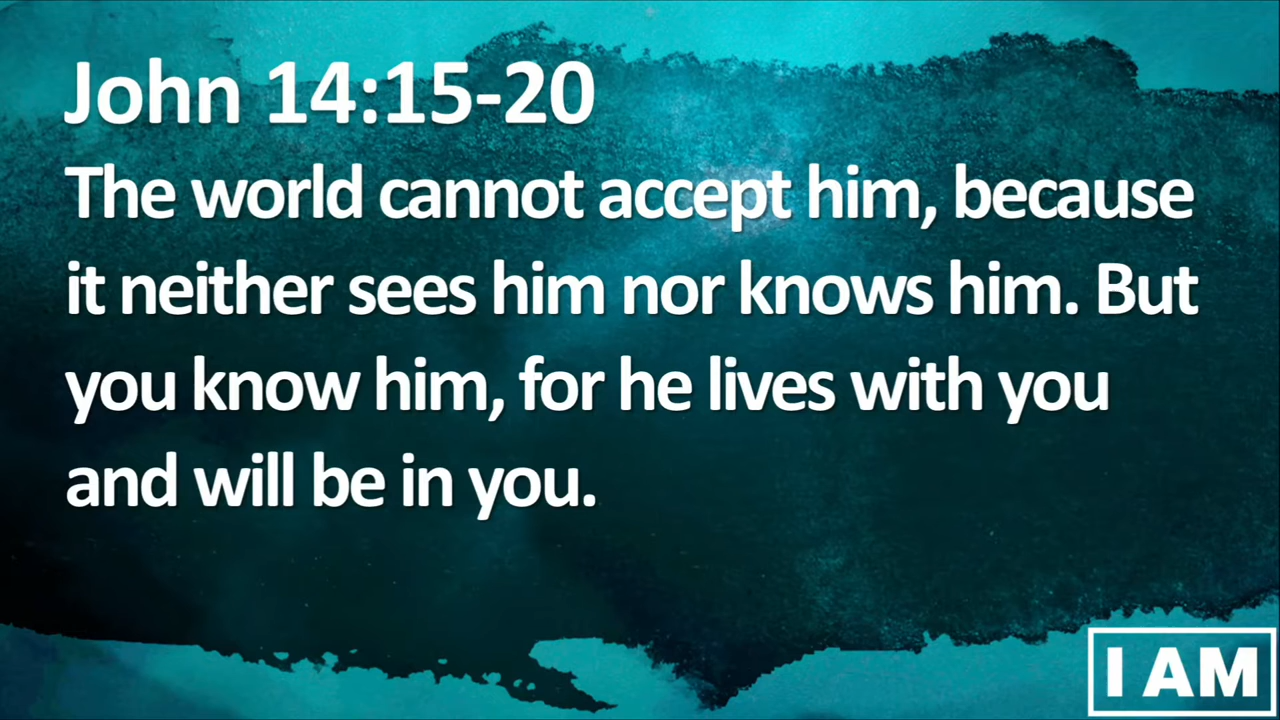 John 14:15-20
The world cannot accept him, because
it neither sees him nor knows him. But
you know him, for he lives with you
and will be in you.
I AM